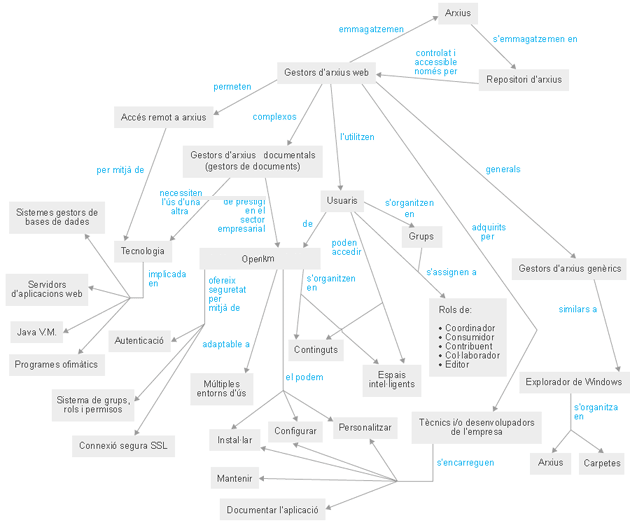 Arxius
emmagatzemen
s'emmagatzemen en
controlat i
accessible
només per
Gestors d'arxius web
Repositori d'arxius
permeten
complexos
l'utilitzen
Accés remot a arxius
Gestors d'arxius documentals
(gestors de documents)
per mitjà de
generals
necessiten
l'ús d'una
altra
de prestigi
en el
sector
empresarial
Usuaris
s'organitzen
en
Sistemes gestors de
bases de dades
de
poden
accedir
Grups
adquirits
per
Tecnologia
Openkm
Gestors d'arxius genèrics
implicada
en
ofereix
seguretat
per
mitjà de
s'organitzen
en
s'assignen a
Servidors
d'aplicacions web
Rols de:
• Coordinador
• Consumidor
• Contribuent
• Col·laborador
• Editor
similars a
Java V.M.
Autenticació
adaptable a
Continguts
Programes ofimàtics
Múltiples
entorns d'ús
el podem
Espais
intel·ligents
Explorador de Windows
Sistema de grups,
rols i permisos
s'organitza
en
Connexió segura SSL
Instal·lar
Configurar
Personalitzar
Tècnics i/o desenvolupadors
de l'empresa
Arxius
Carpetes
s'encarreguen
Mantenir
Documentar l'aplicació